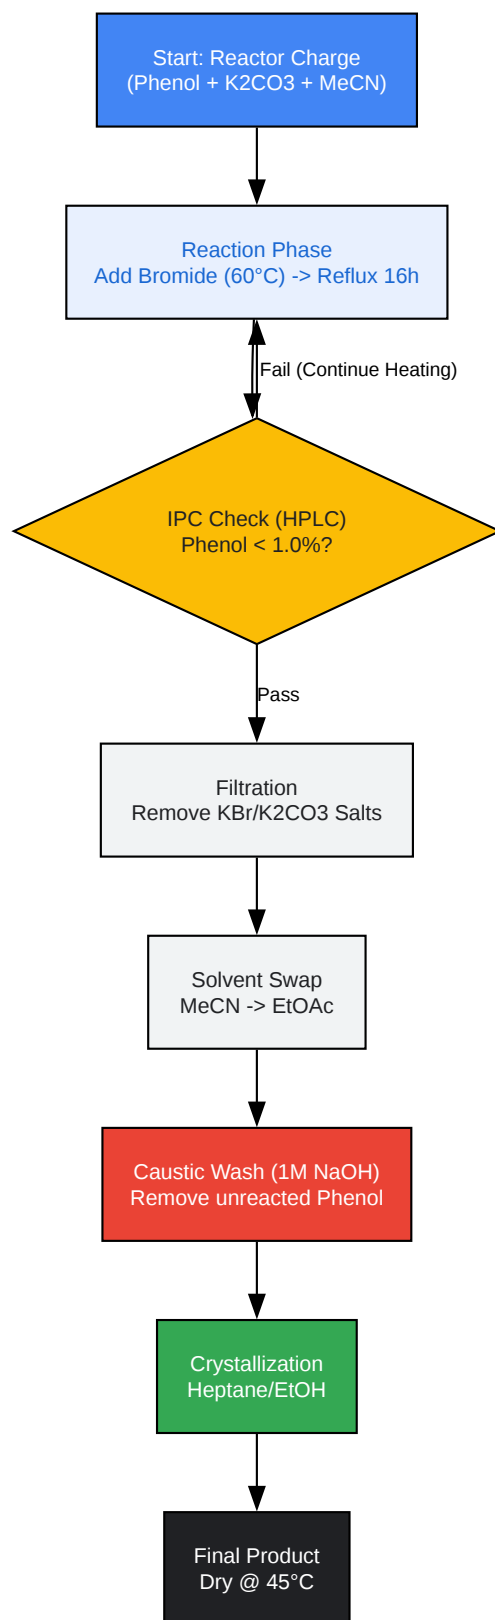 Start: Reactor Charge
(Phenol + K2CO3 + MeCN)
Reaction Phase
Add Bromide (60°C) -> Reflux 16h
Fail (Continue Heating)
IPC Check (HPLC)
Phenol < 1.0%?
Pass
Filtration
Remove KBr/K2CO3 Salts
Solvent Swap
MeCN -> EtOAc
Caustic Wash (1M NaOH)
Remove unreacted Phenol
Crystallization
Heptane/EtOH
Final Product
Dry @ 45°C